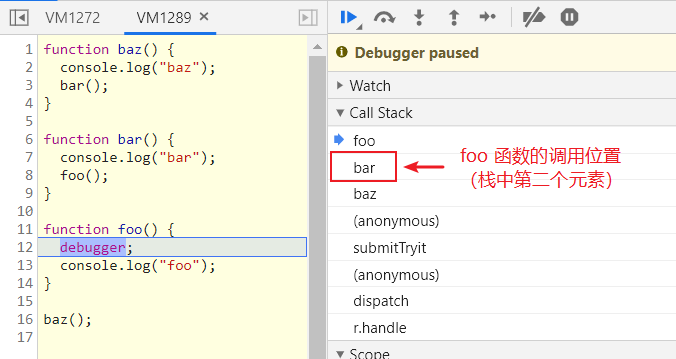 VM1272
VM1289 ×
1 function baz() {
2 console.log("baz");
3 bar();
4 }
5
6 function bar() {
7 console.log("bar");
8 foo();
9 }
10
11 function foo() {
12 debugger;
13 console.log("foo");
14 }
15
16 baz();
17
Debugger paused
Watch
Call Stack
foo
bar
baz
(anonymous)
submitTryit
(anonymous)
dispatch
r.handle
Scope
foo 函数的调用位置
（栈中第二个元素）